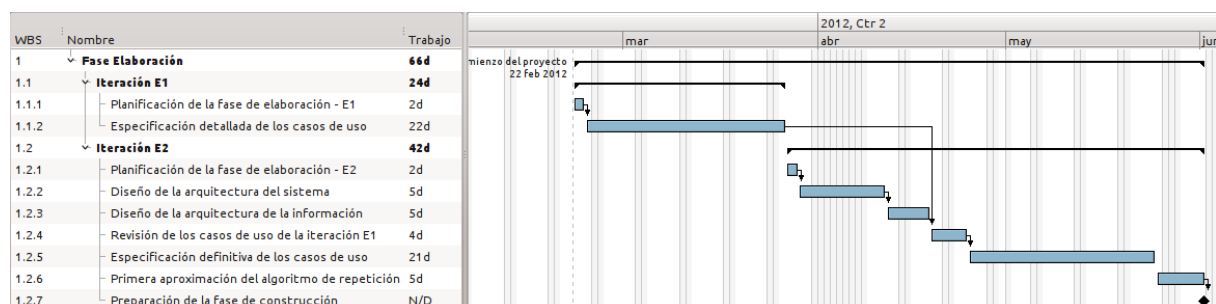 2012, Ctr 2
WBS Nombre Trabajo mar abr may jun
1 Fase Elaboración 66d mienzo del proyecto
22 feb 2012
1.1 Iteración E1 24d
1.1.1 Planificación de la fase de elaboración - E1 2d
1.1.2 Especificación detallada de los casos de uso 22d
1.2 Iteración E2 42d
1.2.1 Planificación de la fase de elaboración - E2 2d
1.2.2 Diseño de la arquitectura del sistema 5d
1.2.3 Diseño de la arquitectura de la información 5d
1.2.4 Revisión de los casos de uso de la iteración E1 4d
1.2.5 Especificación definitiva de los casos de uso 21d
1.2.6 Primera aproximación del algoritmo de repetición 5d
1.2.7 Preparación de la fase de construcción N/D